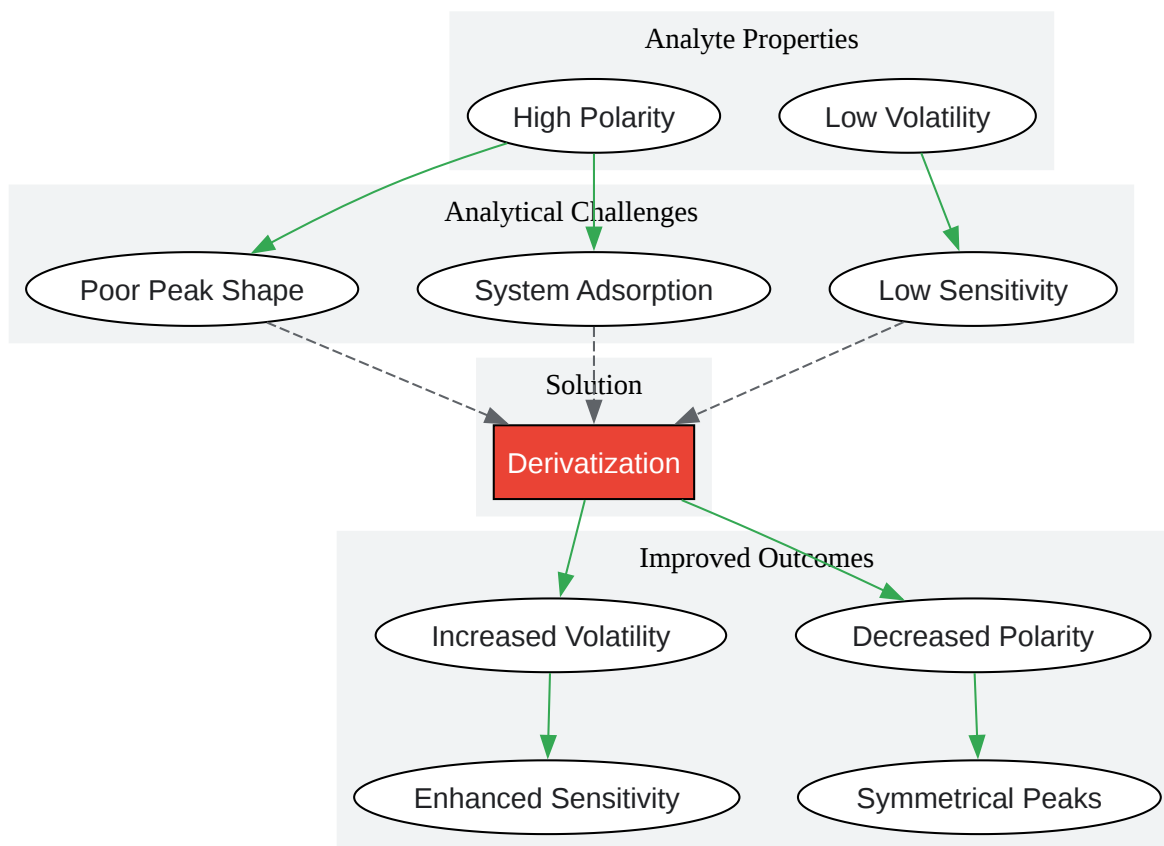 Analyte Properties
High Polarity
Low Volatility
Analytical Challenges
Poor Peak Shape
System Adsorption
Low Sensitivity
Solution
Derivatization
Improved Outcomes
Increased Volatility
Decreased Polarity
Enhanced Sensitivity
Symmetrical Peaks